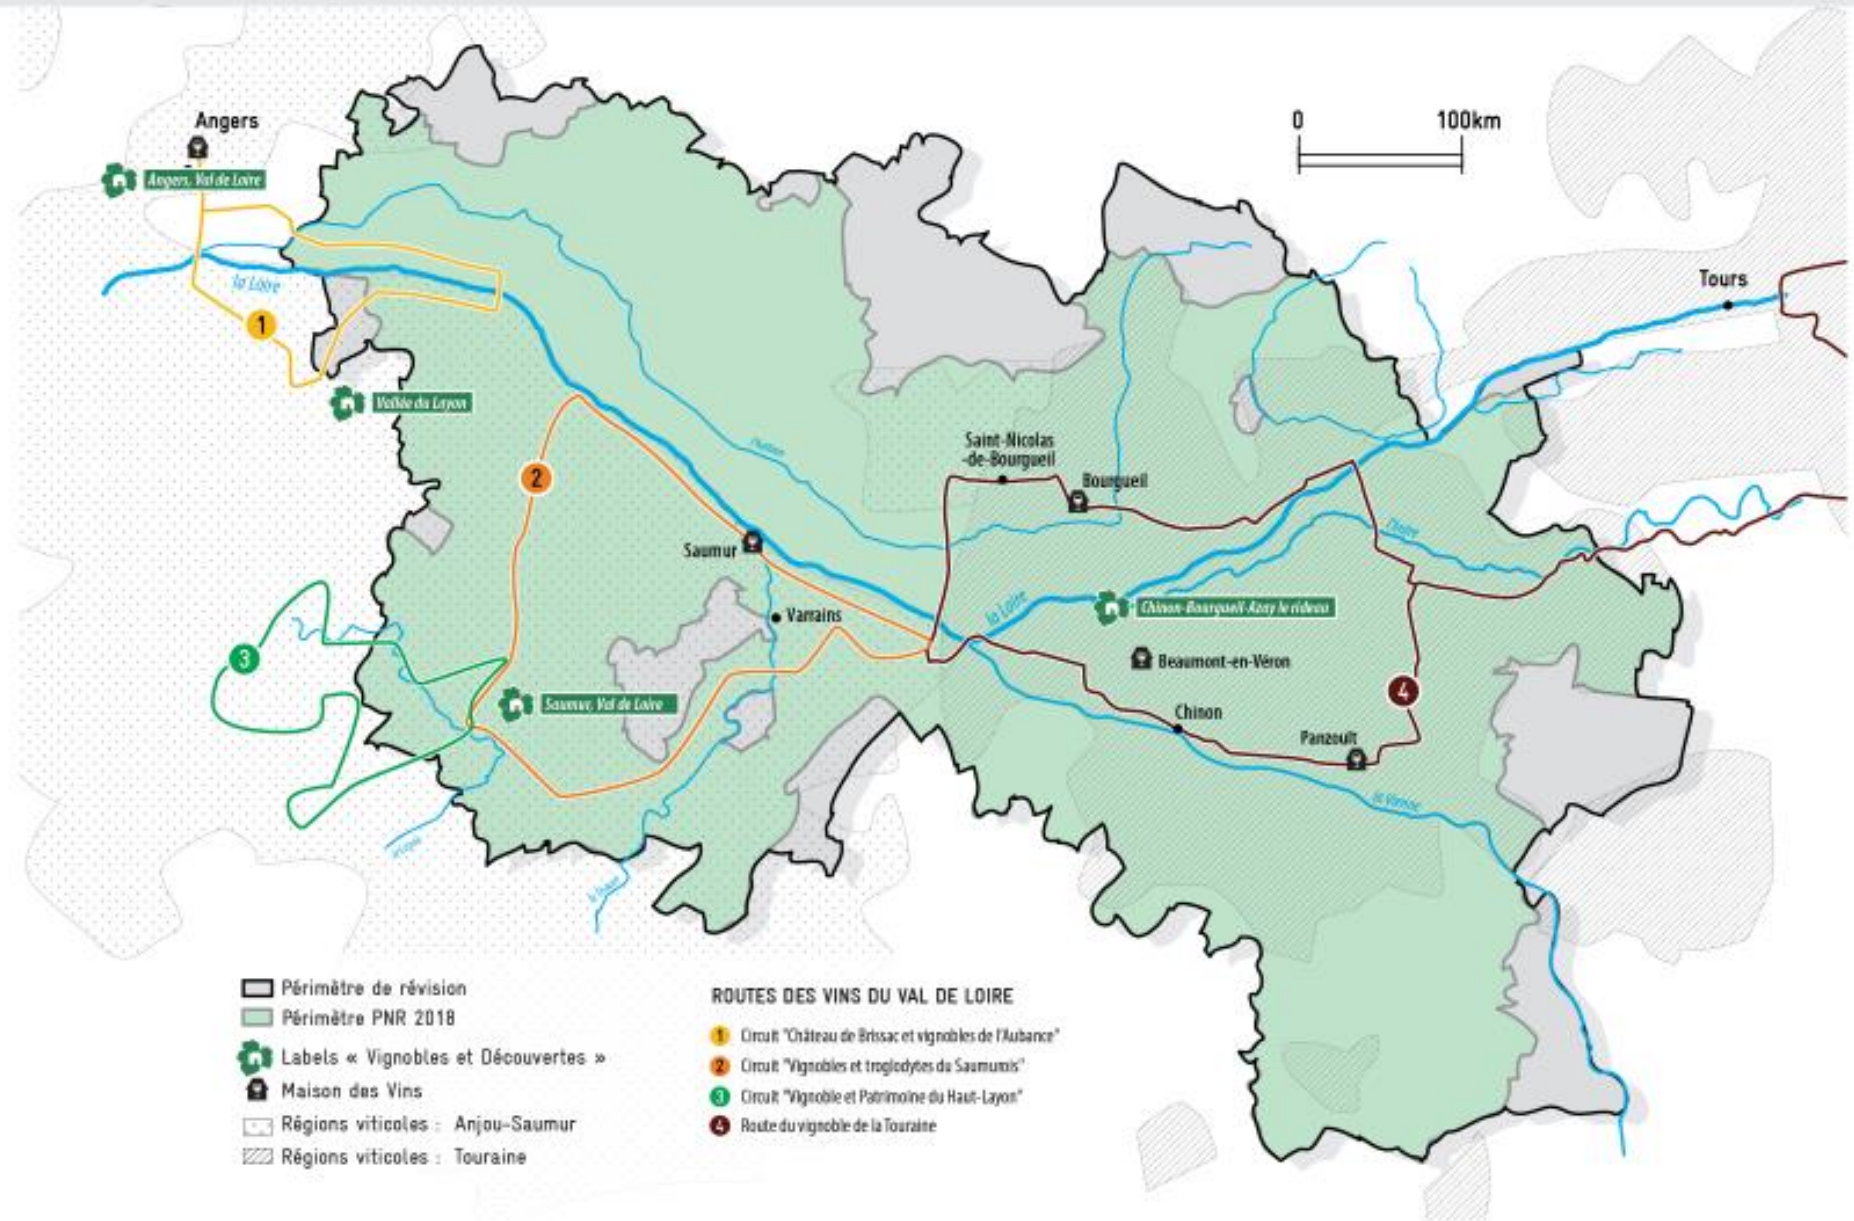 Angers
Angers, Val de Loire
0 100km
Tours
la Loire
1
Vallée du Layon
2
Saint-Nicolas
-de-Bourgueil
Bourgueil
l'Indre
Saumur
Varrains
la Loire
Chinon-Bourgueil-Azay le rideau
3
Beaumont-en-Véron
4
Saumur, Val de Loire
Chinon
Panzoult
la Vienne
Périmètre de révision
Périmètre PNR 2018
Labels « Vignobles et Découvertes »
Maison des Vins
Régions viticoles : Anjou-Saumur
Régions viticoles : Touraine
ROUTES DES VINS DU VAL DE LOIRE
1 Circuit "Château de Brissac et vignobles de l'Aubance"
2 Circuit "Vignobles et troglodytes du Saumurois"
3 Circuit "Vignoble et Patrimoine du Haut-Layon"
4 Route du vignoble de la Touraine